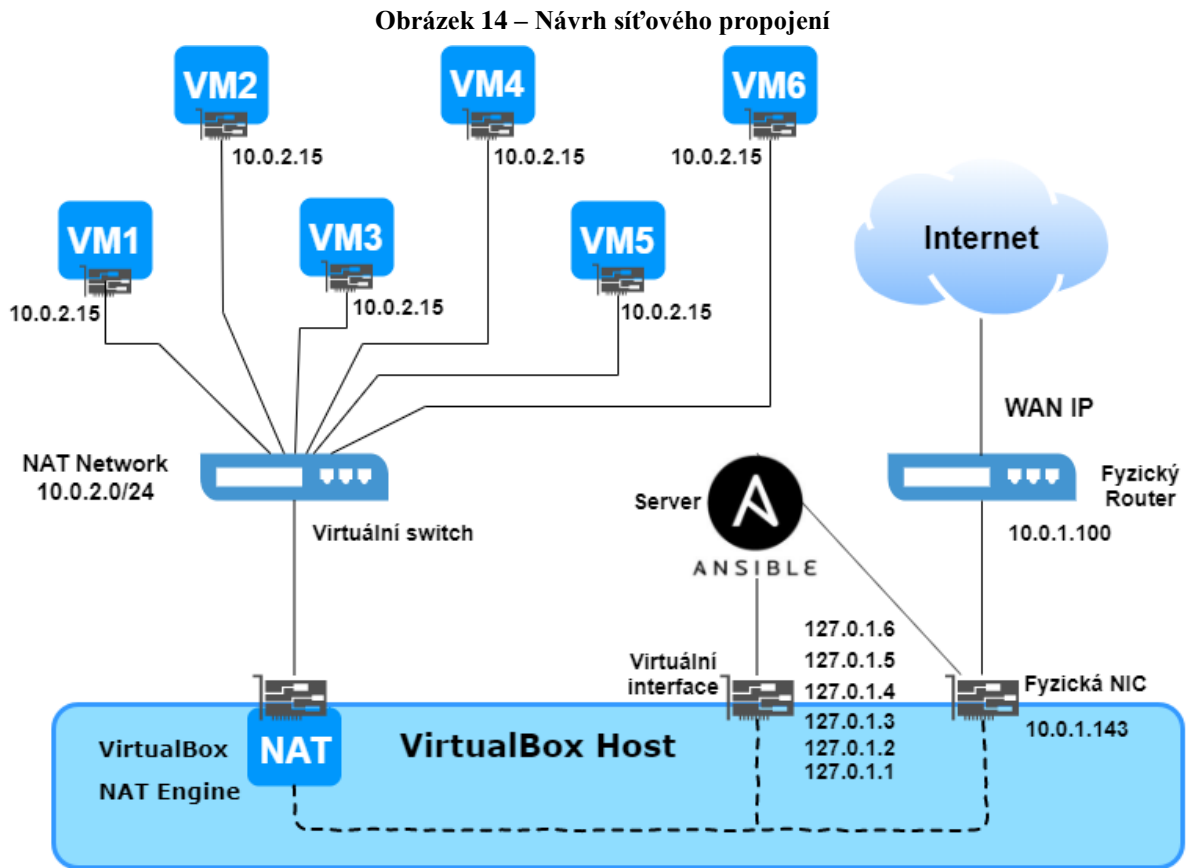 Obrázek 14 – Návrh síťového propojení
VM2
VM4
VM6
10.0.2.15
10.0.2.15
10.0.2.15
VM1
VM3
VM5
10.0.2.15
10.0.2.15
10.0.2.15
Internet
WAN IP
NAT Network
10.0.2.0/24
Virtuální switch
Server
ANSIBLE
Fyzický
Router
10.0.1.100
127.0.1.6
127.0.1.5
127.0.1.4
127.0.1.3
127.0.1.2
127.0.1.1
Virtuální
interface
Fyzická NIC
10.0.1.143
VirtualBox
NAT Engine
NAT
VirtualBox Host